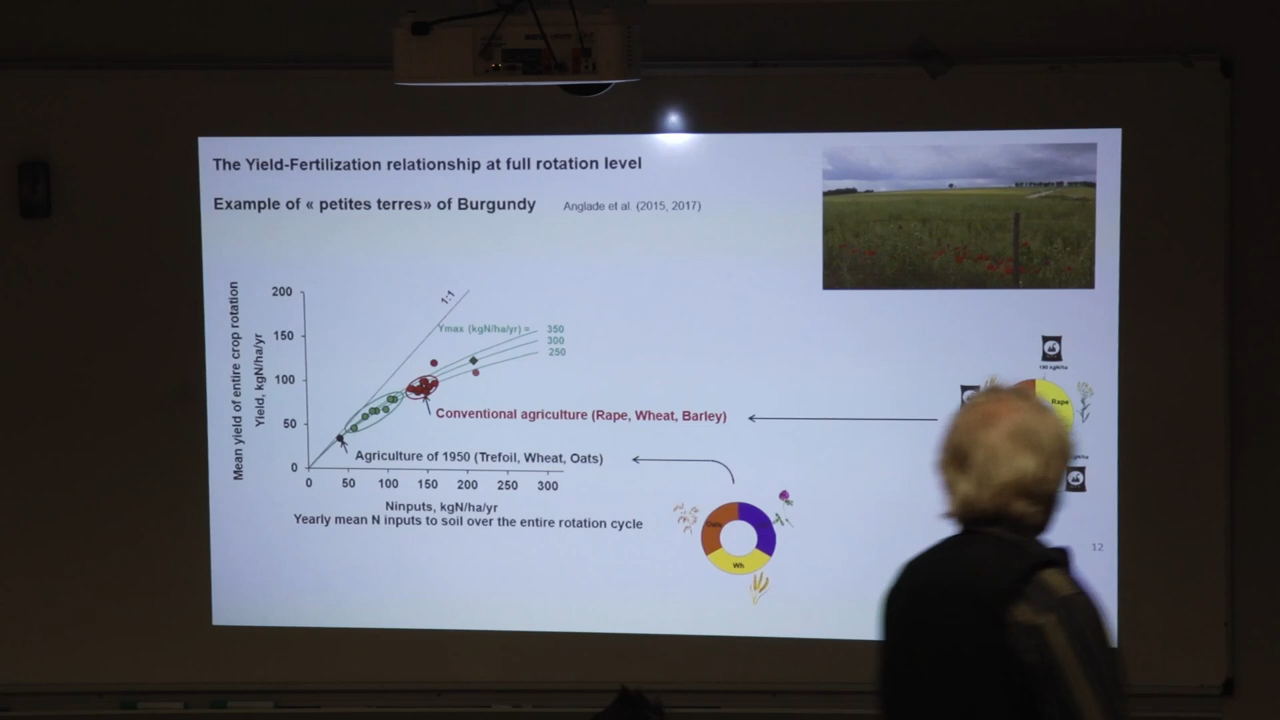 The Yield-Fertilization relationship at full rotation level
Example of « petites terres» of Burgundy
Anglade et al. (2015, 2017)
Mean yield of entire crop rotation
Yield, kgN/ha/yr
200
150
100
50
0
1:1
Ymax (kgN/ha/yr) =
350
300
250
Conventional agriculture (Rape, Wheat, Barley)
Agriculture of 1950 (Trefoil, Wheat, Oats)
0 50 100 150 200 250 300
Ninputs, kgN/ha/yr
Yearly mean N inputs to soil over the entire rotation cycle
Oats
Wh
Rape
12